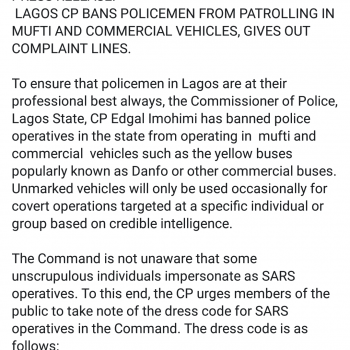 PRESS RELEASE:
LAGOS CP BANS POLICEMEN FROM PATROLLING IN
MUFTI AND COMMERCIAL VEHICLES, GIVES OUT
COMPLAINT LINES.
To ensure that policemen in Lagos are at their
professional best always, the Commissioner of Police,
Lagos State, CP Edgal Imohimi has banned police
operatives in the state from operating in mufti and
commercial vehicles such as the yellow buses
popularly known as Danfo or other commercial buses.
Unmarked vehicles will only be used occasionally for
covert operations targeted at a specific individual or
group based on credible intelligence.
The Command is not unaware that some
unscrupulous individuals impersonate as SARS
operatives. To this end, the CP urges members of the
public to take note of the dress code for SARS
operatives in the Command. The dress code is as
follows: